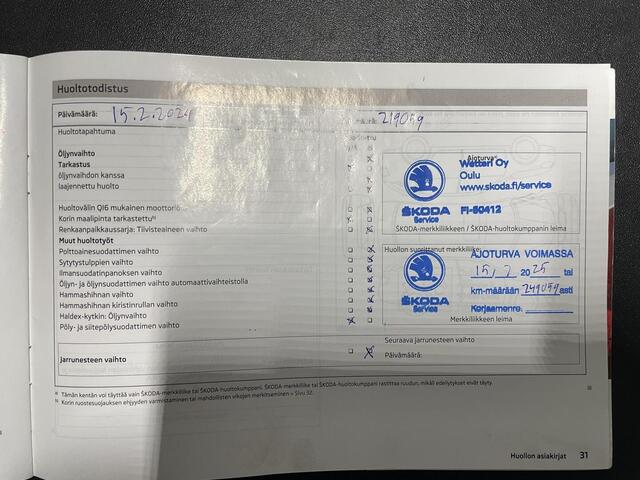 Huoltotodistus
Päivämäärä: 15.2.2024 219059
Huoltotapahtuma
Öljynvaihto
Tarkastus
öljynvaihdon kanssa
laajennettu huolto
Huoltovälin QI6 mukainen moottoriöl
Korin maalipinta tarkastettu b)
Renkaanpaikkaussarja: Tiivisteaineen vaihto
Muut huoltotyöt
Polttoainesuodattimen vaihto
Sytytystulppien vaihto
Ilmansuodatinpanoksen vaihto
Öljyn- ja öljynsuodattimen vaihto automaattivaihteistolla
Hammashihnan vaihto
Hammashihnan kiristinrullan vaihto
Haldex-kytkin: Öljynvaihto
Pöly- ja siitepölysuodattimen vaihto
Jarrunesteen vaihto
Ajoturva
Wetteri Oy
Oulu
www.skoda.fi/service
ŠKODA FI-50412
Service
ŠKODA-merkkiliikkeen / ŠKODA-huoltokumppanin leima
Huollon suorittanut merkkiliike:
AJOTURVA VOIMASSA
15, 2 2025 tai
km-määrään 249059 asti
ŠKODA
Service
Korjaamonro:
Merkkiliikkeen leima
Seuraava jarrunesteen vaihto
Päivämäärä:
a) Tämän kentän voi täyttää vain ŠKODA-merkkiliike tai ŠKODA-huoltokumppani. ŠKODA-merkkiliike tai ŠKODA-huoltokumppani rastittaa ruudun, mikäli edellytykset eivät täyty.
b) Korin ruostesuojauksen ehjyyden varmistaminen tai mahdollisten vikojen merkitseminen » Sivu 32.
Huollon asiakirjat 31